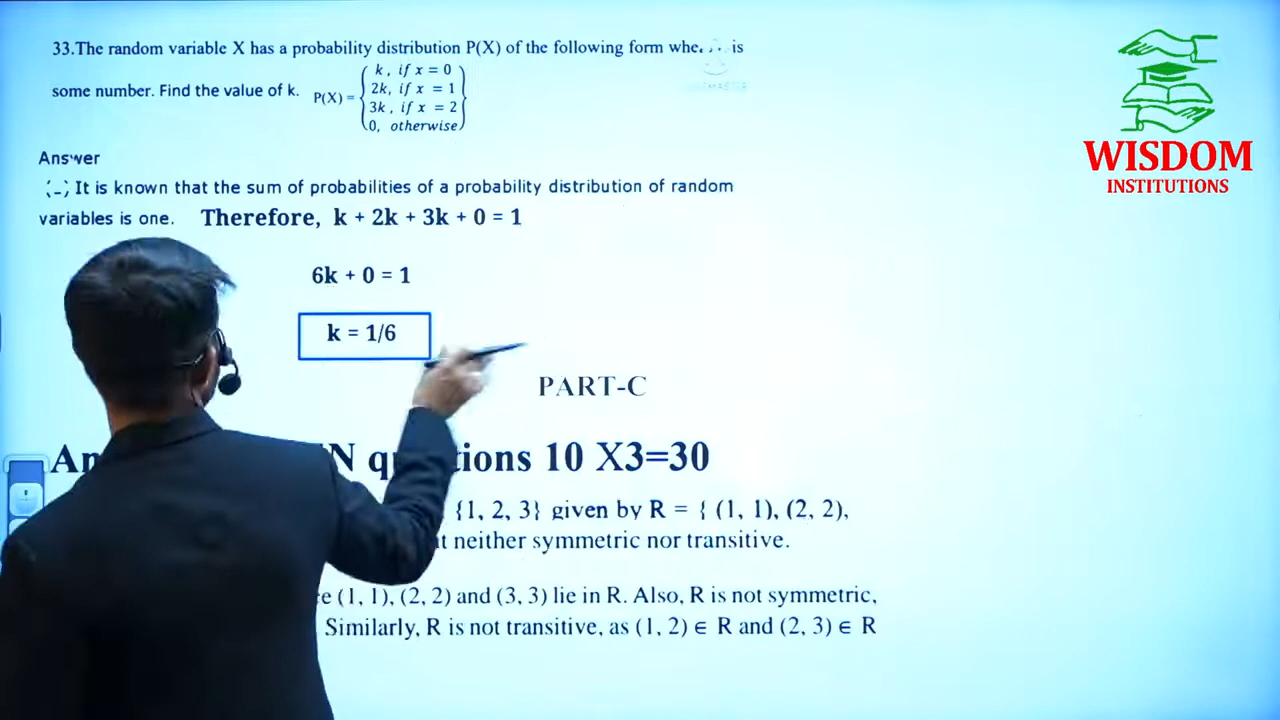 33.The random variable X has a probability distribution P(X) of the following form is
some number. Find the value of k. P(X) =
k , if x = 0
2k, if x = 1
3k , if x = 2
0, otherwise
Answer
It is known that the sum of probabilities of a probability distribution of random
variables is one. Therefore, k + 2k + 3k + 0 = 1
6k + 0 = 1
k = 1/6
PART-C
10 X3=30
{1, 2, 3} given by R = { (1, 1), (2, 2),
neither symmetric nor transitive.
(1, 1), (2, 2) and (3, 3) lie in R. Also, R is not symmetric,
Similarly, R is not transitive, as (1, 2) ∈ R and (2, 3) ∈ R
WISDOM
INSTITUTIONS